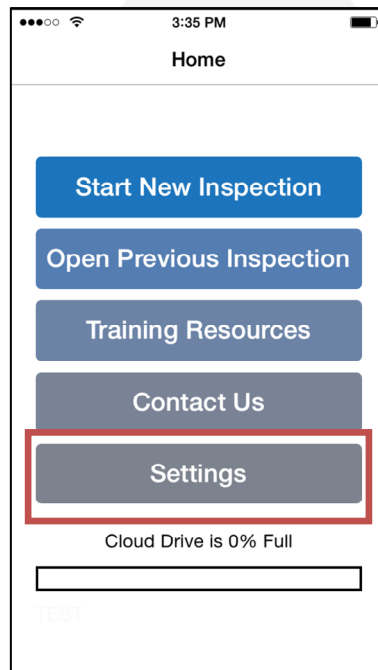 3:35 PM
Home
Start New Inspection
Open Previous Inspection
Training Resources
Contact Us
Settings
Cloud Drive is 0% Full
TEST